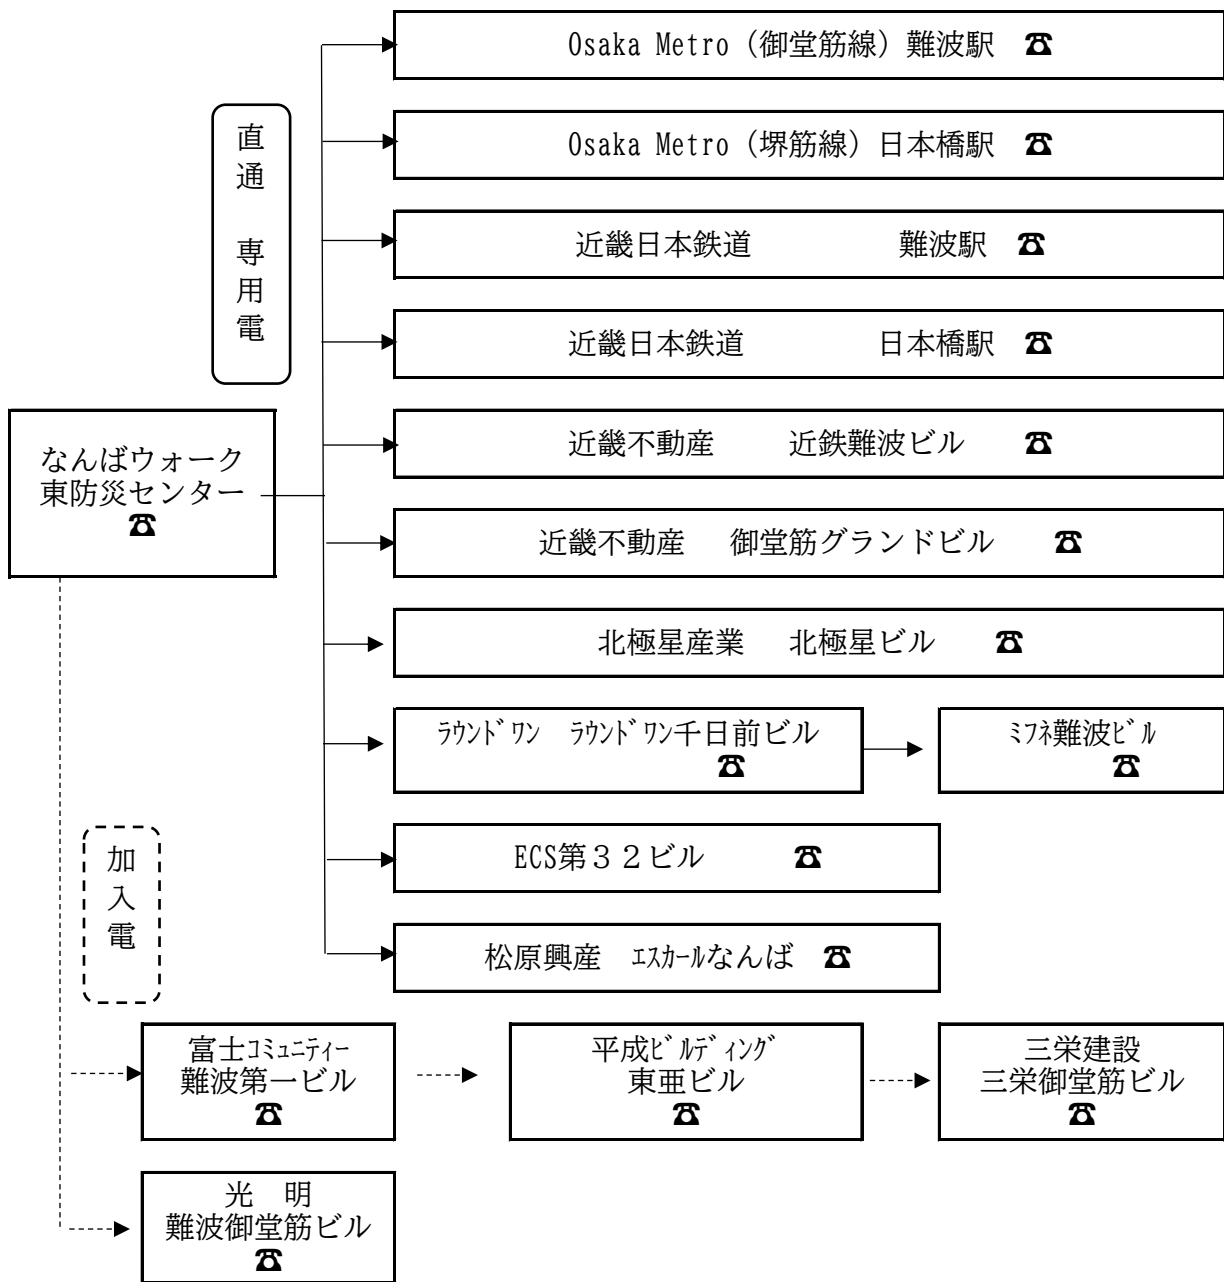 Osaka Metro（御堂筋線）難波駅 ☎
直通 専用電
Osaka Metro（堺筋線）日本橋駅 ☎
近畿日本鉄道 難波駅 ☎
近畿日本鉄道 日本橋駅 ☎
なんばウォーク
東防災センター
☎
近畿不動産 近鉄難波ビル ☎
近畿不動産 御堂筋グランドビル ☎
北極星産業 北極星ビル ☎
ﾗｳﾝﾄﾞﾜﾝ ﾗｳﾝﾄﾞﾜﾝ千日前ビル
☎
ﾐﾌﾈ難波ﾋﾞﾙ
☎
加入電
ECS第３２ビル ☎
松原興産 ｴｽｶｰﾙなんば ☎
富士ｺﾐｭﾆﾃｨｰ
難波第一ビル
☎
平成ﾋﾞﾙﾃﾞｨﾝｸﾞ
東亜ビル
☎
三栄建設
三栄御堂筋ビル
☎
光 明
難波御堂筋ビル
☎